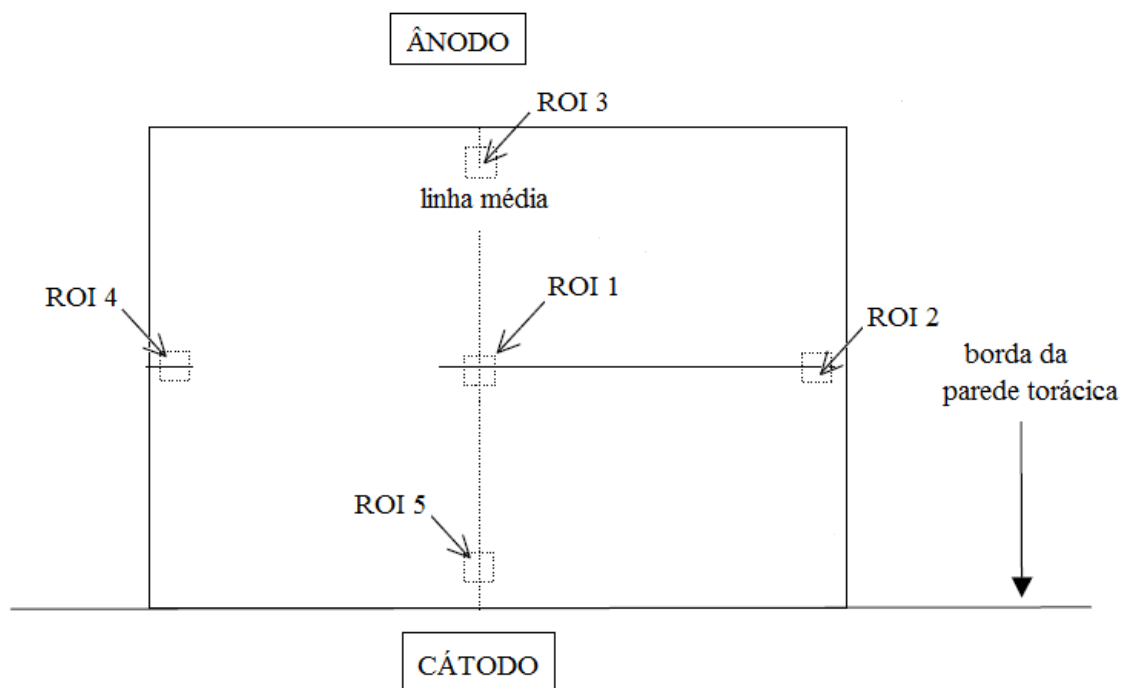 ÂNODO
ROI 3
linha média
ROI 4
ROI 1
ROI 2
borda da
parede torácica
ROI 5
CÁTODO